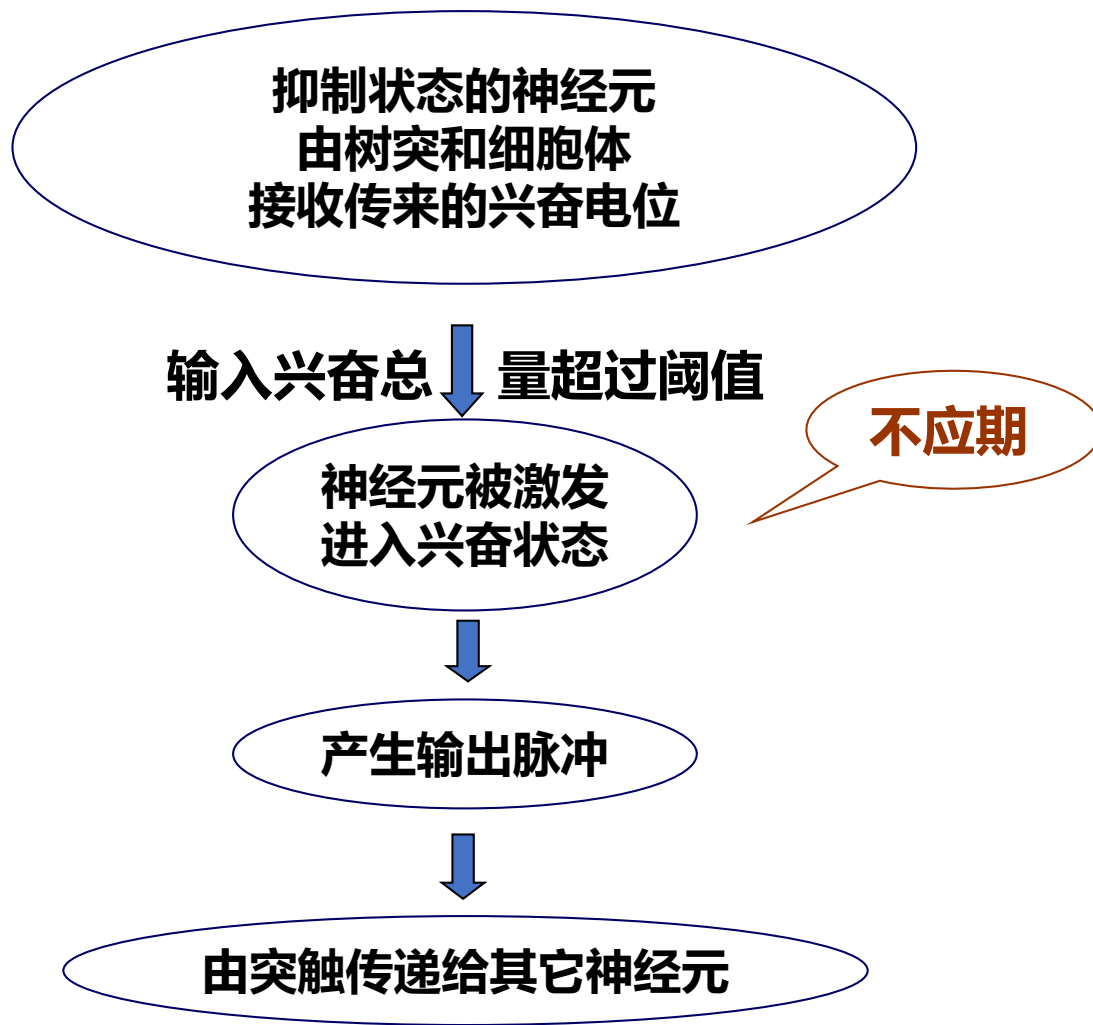 抑制状态的神经元
由树突和细胞体
接收传来的兴奋电位
输入兴奋总 量超过阈值
不应期
神经元被激发
进入兴奋状态
产生输出脉冲
由突触传递给其它神经元